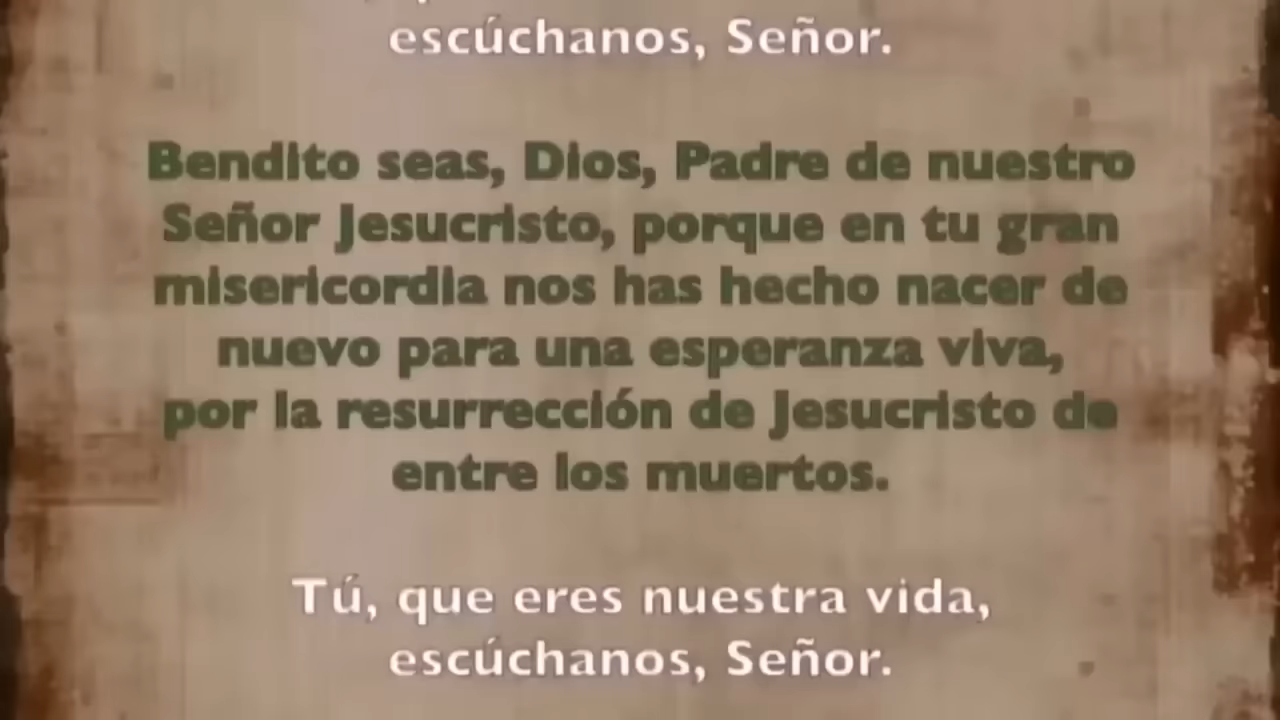 escúchanos, Señor.
Bendito seas, Dios, Padre de nuestro
Señor Jesucristo, porque en tu gran
misericordia nos has hecho nacer de
nuevo para una esperanza viva,
por la resurrección de Jesucristo de
entre los muertos.
Tú, que eres nuestra vida,
escúchanos, Señor.